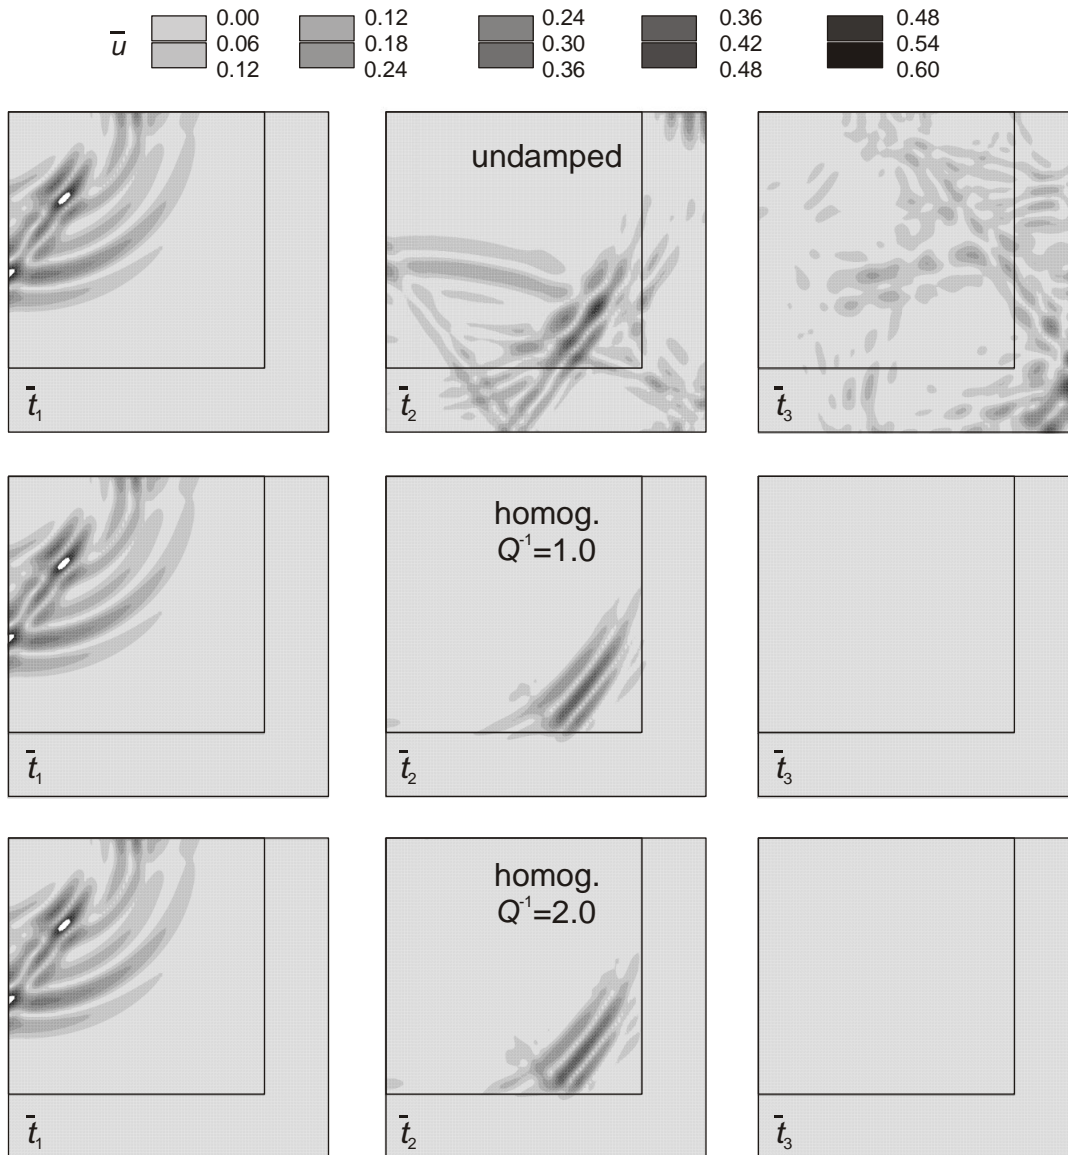 u̅ 0.00 0.12 0.24 0.36 0.48
0.06 0.18 0.30 0.42 0.54
0.12 0.24 0.36 0.48 0.60
undamped
t̅₁ t̅₂ t̅₃
homog.
Q⁻¹=1.0
t̅₁ t̅₂ t̅₃
homog.
Q⁻¹=2.0
t̅₁ t̅₂ t̅₃